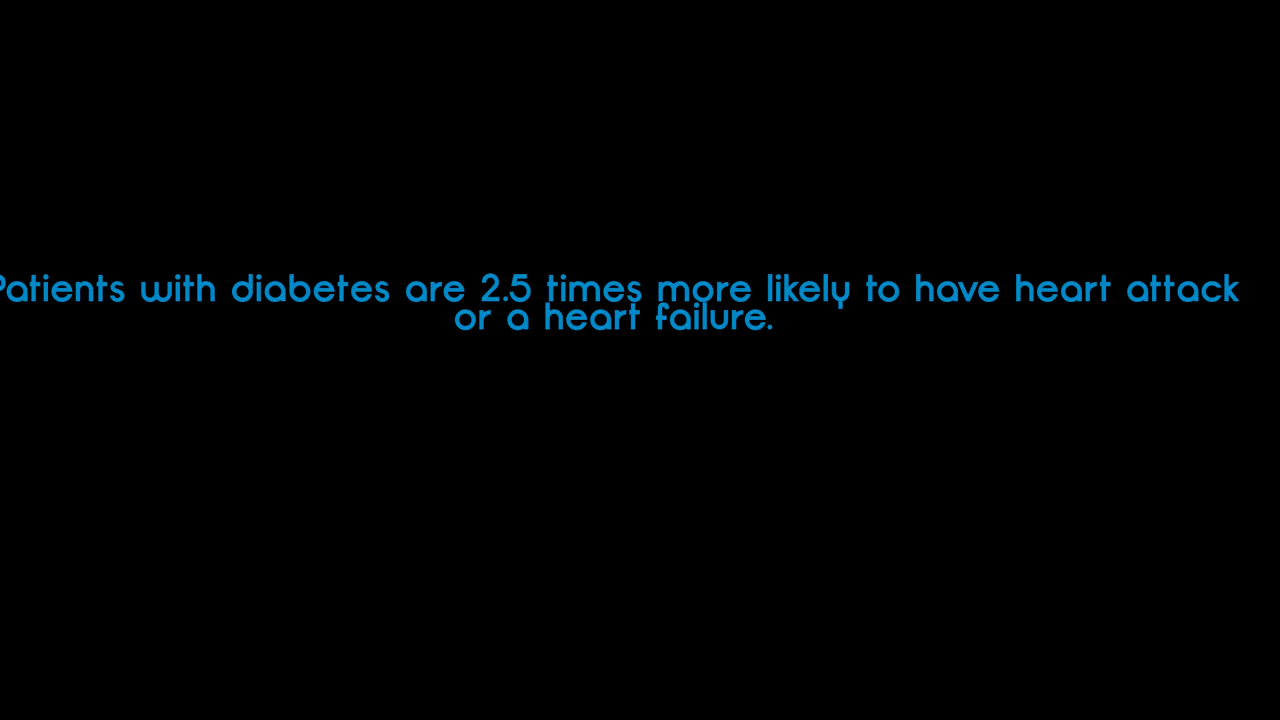 Patients with diabetes are 2.5 times more likely to have heart attack
or a heart failure.